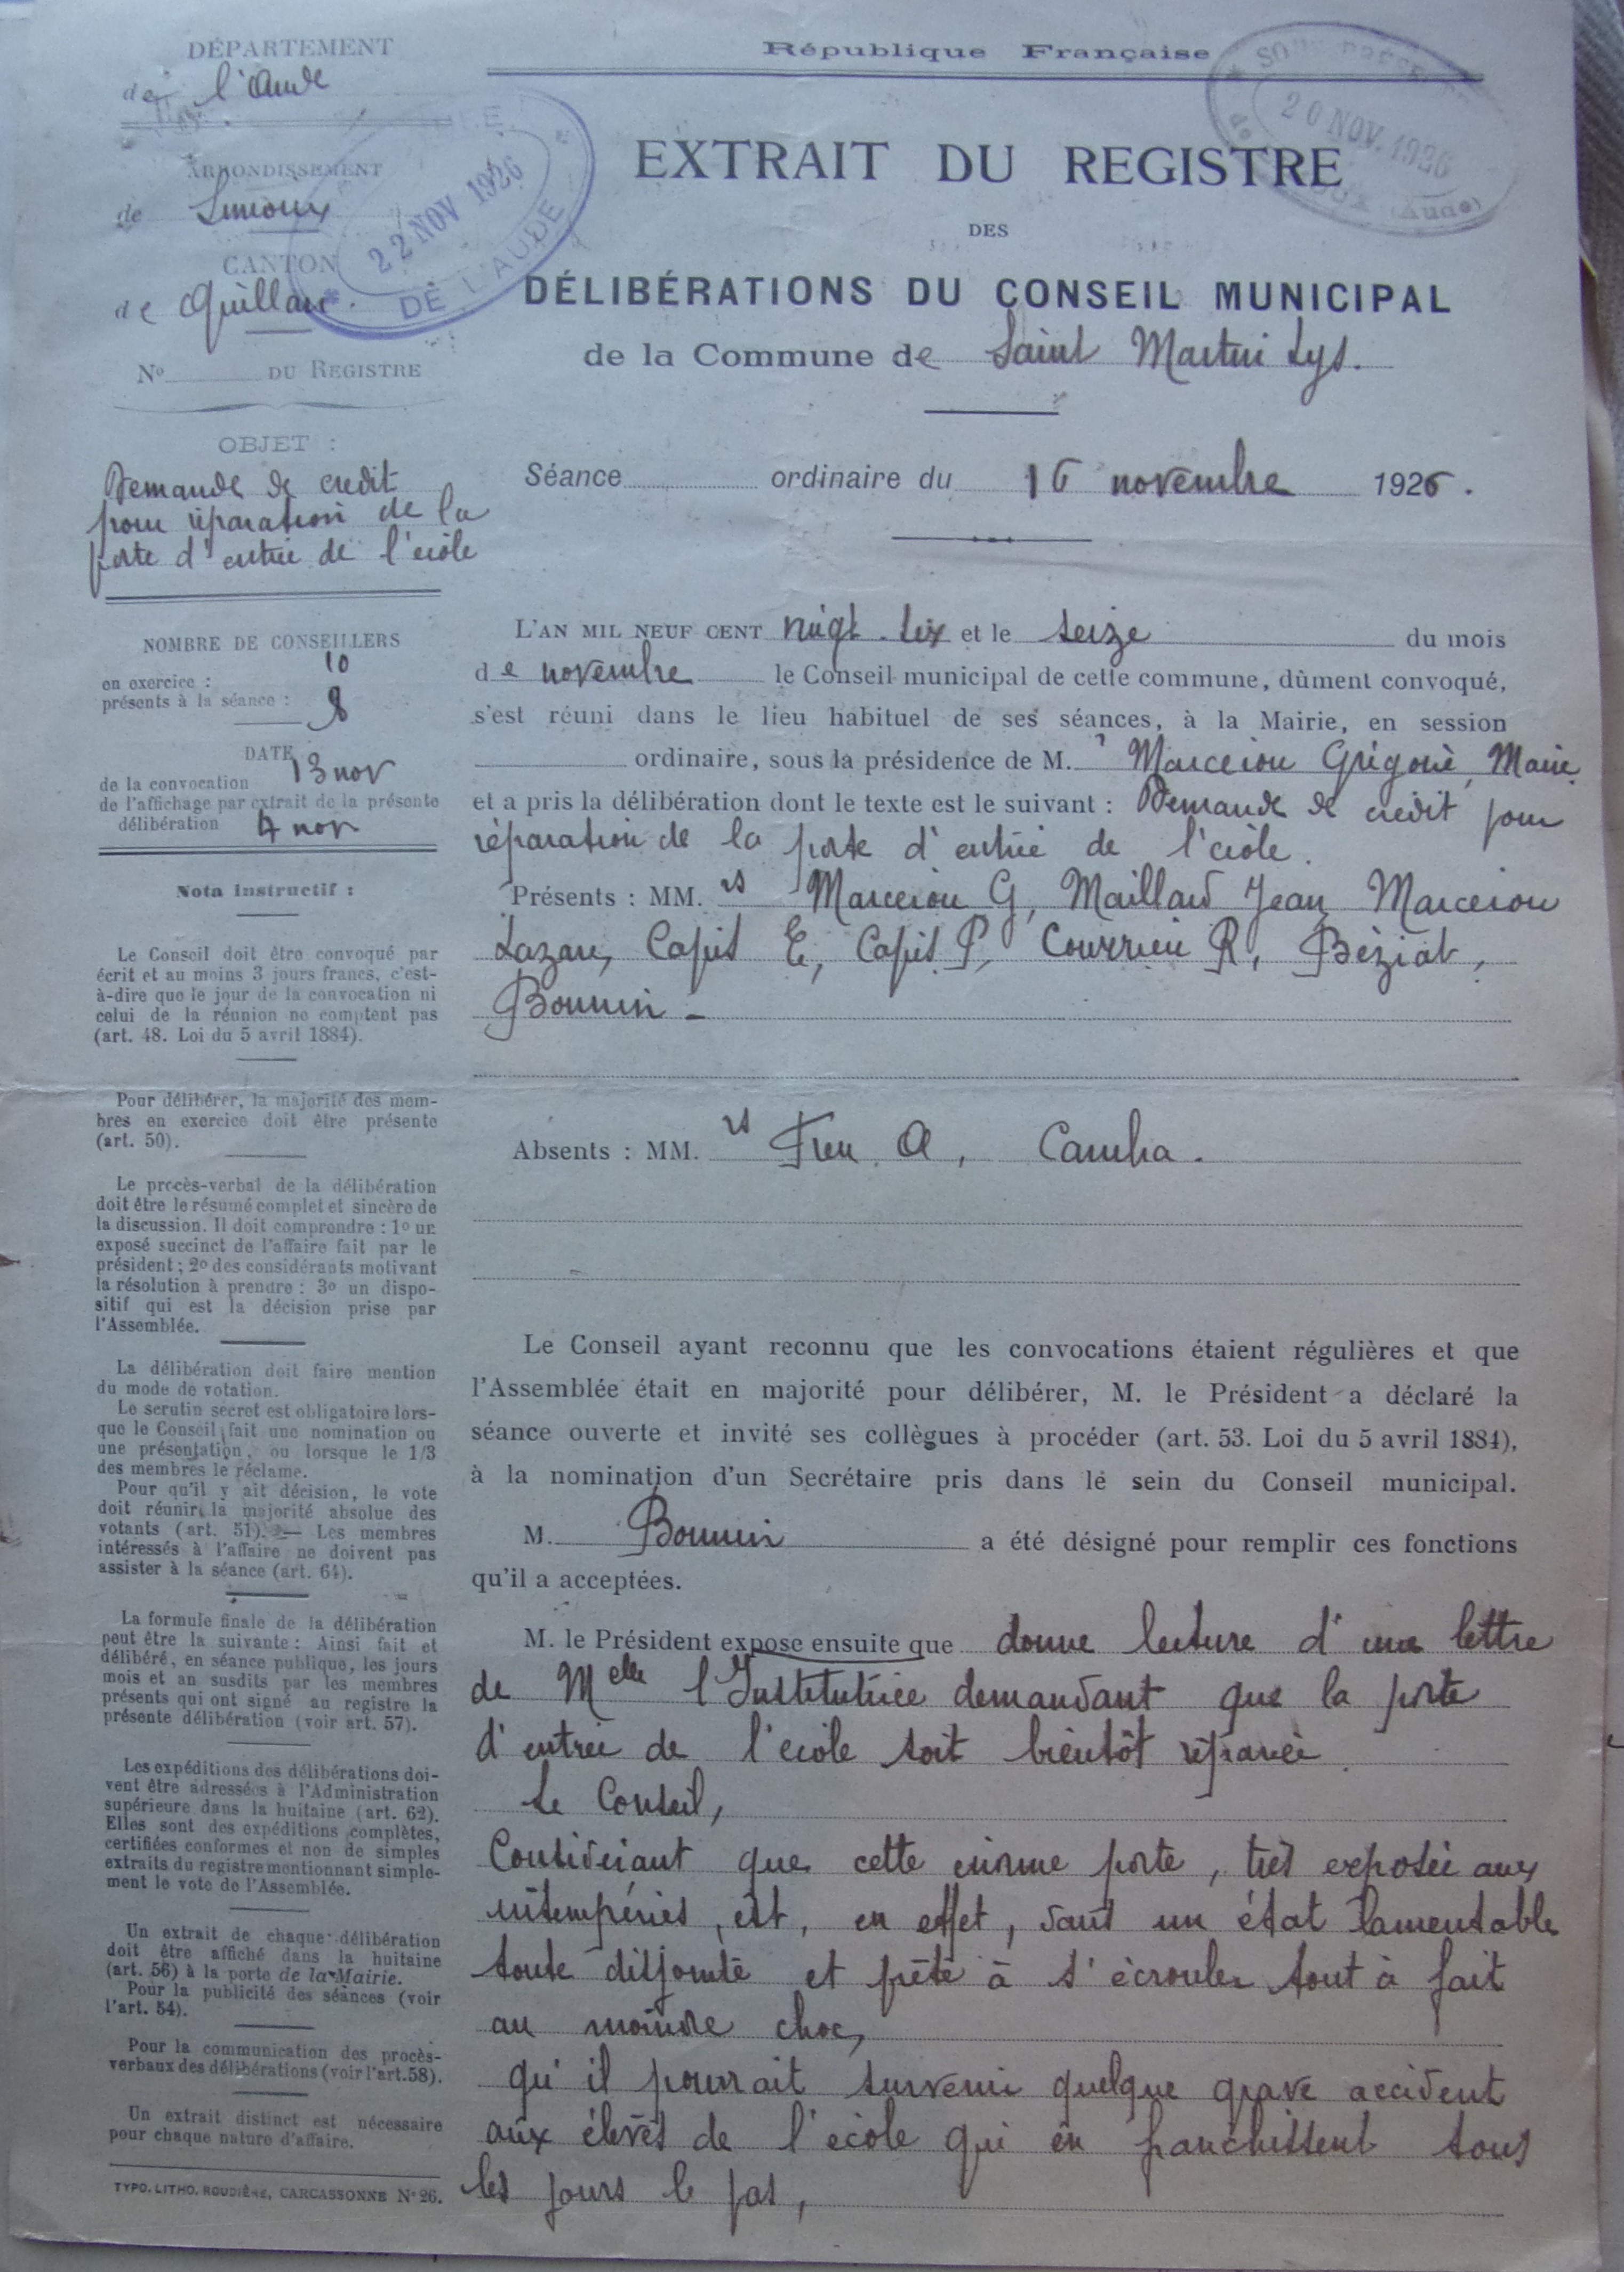 DÉPARTEMENT
de l'Aude
ARRONDISSEMENT
de Limoux
CANTON
de Quillan.
No DU REGISTRE
OBJET :
Demande de credit
pour réparation de la
porte d'entrée de l'école
NOMBRE DE CONSEILLERS
en exercice : 10
présents à la séance : 8
DATE
de la convocation 13 nov
de l'affichage par extrait de la présente
délibération nov
Nota instructif :
Le Conseil doit être convoqué par
écrit et au moins 3 jours francs, c'est-
à-dire que le jour de la convocation ni
celui de la réunion ne comptent pas
(art. 48. Loi du 5 avril 1884).
Pour délibérer, la majorité des mem-
bres en exercice doit être présente
(art. 50).
Le procès-verbal de la délibération
doit être le résumé complet et sincère de
la discussion. Il doit comprendre : 1o un
exposé succinct de l'affaire fait par le
président ; 2o des considérants motivant
la résolution à prendre : 3o un dispo-
sitif qui est la décision prise par
l'Assemblée.
La délibération doit faire mention
du mode de votation.
Le scrutin secret est obligatoire lors-
que le Conseil fait une nomination ou
une présentation, ou lorsque le 1/3
des membres le réclame.
Pour qu'il y ait décision, le vote
doit réunir la majorité absolue des
votants (art. 51). — Les membres
intéressés à l'affaire ne doivent pas
assister à la séance (art. 64).
La formule finale de la délibération
peut être la suivante : Ainsi fait et
délibéré, en séance publique, les jours
mois et an susdits par les membres
présents qui ont signé au registre la
présente délibération (voir art. 57).
Les expéditions des délibérations doi-
vent être adressées à l'Administration
supérieure dans la huitaine (art. 62).
Elles sont des expéditions complètes,
certifiées conformes et non de simples
extraits du registre mentionnant simple-
ment le vote de l'Assemblée.
Un extrait de chaque délibération
doit être affiché dans la huitaine
(art. 56) à la porte de la Mairie.
Pour la publicité des séances (voir
l'art. 54).
Pour la communication des procès-
verbaux des délibérations (voir l'art. 58).
Un extrait distinct est nécessaire
pour chaque nature d'affaire.
TYPO. LITHO. ROUDIÈRE, CARCASSONNE No 26.
22 NOV 1926
DE L'AUDE
République Française
20 NOV. 1926
(Aude)
EXTRAIT DU REGISTRE
DES
DÉLIBÉRATIONS DU CONSEIL MUNICIPAL
de la Commune de Saint Martin Lys.
Séance ordinaire du 16 novembre 1926.
L'AN MIL NEUF CENT vingt-six et le seize du mois
de novembre le Conseil municipal de cette commune, dûment convoqué,
s'est réuni dans le lieu habituel de ses séances, à la Mairie, en session
ordinaire, sous la présidence de M. Marceron Grégoire, Maire
et a pris la délibération dont le texte est le suivant : Demande de crédit pour
réparation de la porte d'entrée de l'école.
Présents : MM. rs Marceron G, Maillard Jean, Marceron
Lazare, Capis E, Capis P, Courrieu R, Béziat,
Bonnin -
Absents : MM. rs A,
Le Conseil ayant reconnu que les convocations étaient régulières et que
l'Assemblée était en majorité pour délibérer, M. le Président a déclaré la
séance ouverte et invité ses collègues à procéder (art. 53. Loi du 5 avril 1884),
à la nomination d'un Secrétaire pris dans le sein du Conseil municipal.
M. Bonnin a été désigné pour remplir ces fonctions
qu'il a acceptées.
M. le Président expose ensuite que donne lecture d'une lettre
de Melle l'Institutrice demandant que la porte
d'entrée de l'école soit bientôt réparée.
Le Conseil,
Considérant que cette énorme porte, très exposée aux
intempéries, est, en effet, dans un état lamentable
toute disjointe et prête à s'écrouler tout à fait
au moindre choc,
qu'il pourrait survenir quelque grave accident
aux élèves de l'école qui en franchissent tous
les jours le pas,